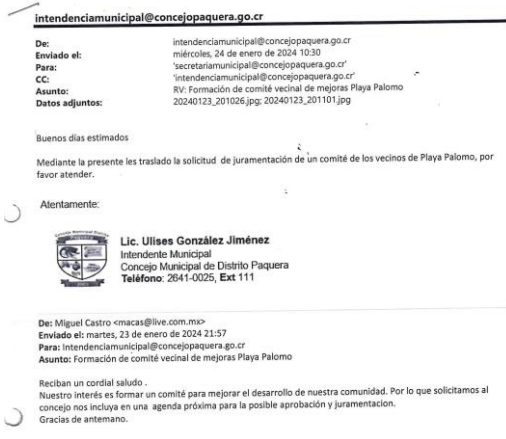 intendenciamunicipal@concejopaquera.go.cr
De: intendenciamunicipal@concejopaquera.go.cr
Enviado el: miércoles, 24 de enero de 2024 10:30
Para: 'secretariamunicipal@concejopaquera.go.cr'
CC: 'intendenciamunicipal@concejopaquera.go.cr'
Asunto: RV: Formación de comité vecinal de mejoras Playa Palomo
Datos adjuntos: 20240123_201026.jpg; 20240123_201101.jpg
Buenos días estimados
Mediante la presente les traslado la solicitud de juramentación de un comité de los vecinos de Playa Palomo, por
favor atender.
Atentamente:
Lic. Ulises González Jiménez
Intendente Municipal
Concejo Municipal de Distrito Paquera
Teléfono: 2641-0025, Ext 111
De: Miguel Castro <macas@live.com.mx>
Enviado el: martes, 23 de enero de 2024 21:57
Para: Intendenciamunicipal@concejopaquera.go.cr
Asunto: Formación de comité vecinal de mejoras Playa Palomo
Reciban un cordial saludo .
Nuestro interés es formar un comité para mejorar el desarrollo de nuestra comunidad. Por lo que solicitamos al
concejo nos incluya en una agenda próxima para la posible aprobación y juramentacion.
Gracias de antemano.